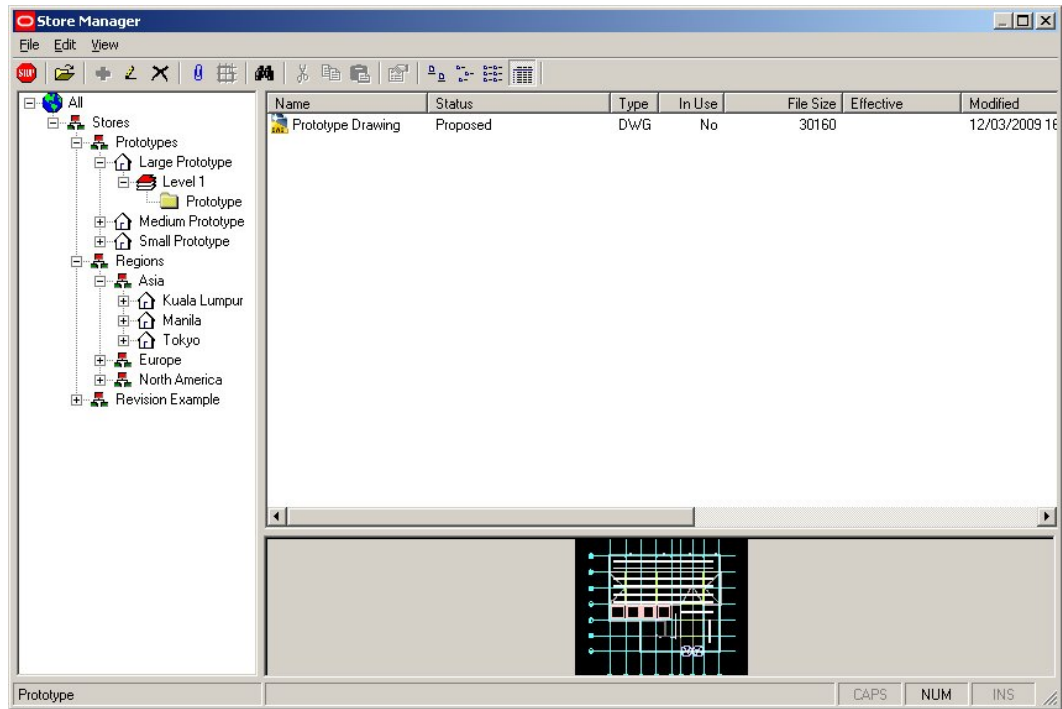 Store Manager
File Edit View
STOP
All
Stores
Prototypes
Large Prototype
Level 1
Prototype
Medium Prototype
Small Prototype
Regions
Asia
Kuala Lumpur
Manila
Tokyo
Europe
North America
Revision Example
Name Status Type In Use File Size Effective Modified
Prototype Drawing Proposed DWG No 30160 12/03/2009 16
Prototype CAPS NUM INS